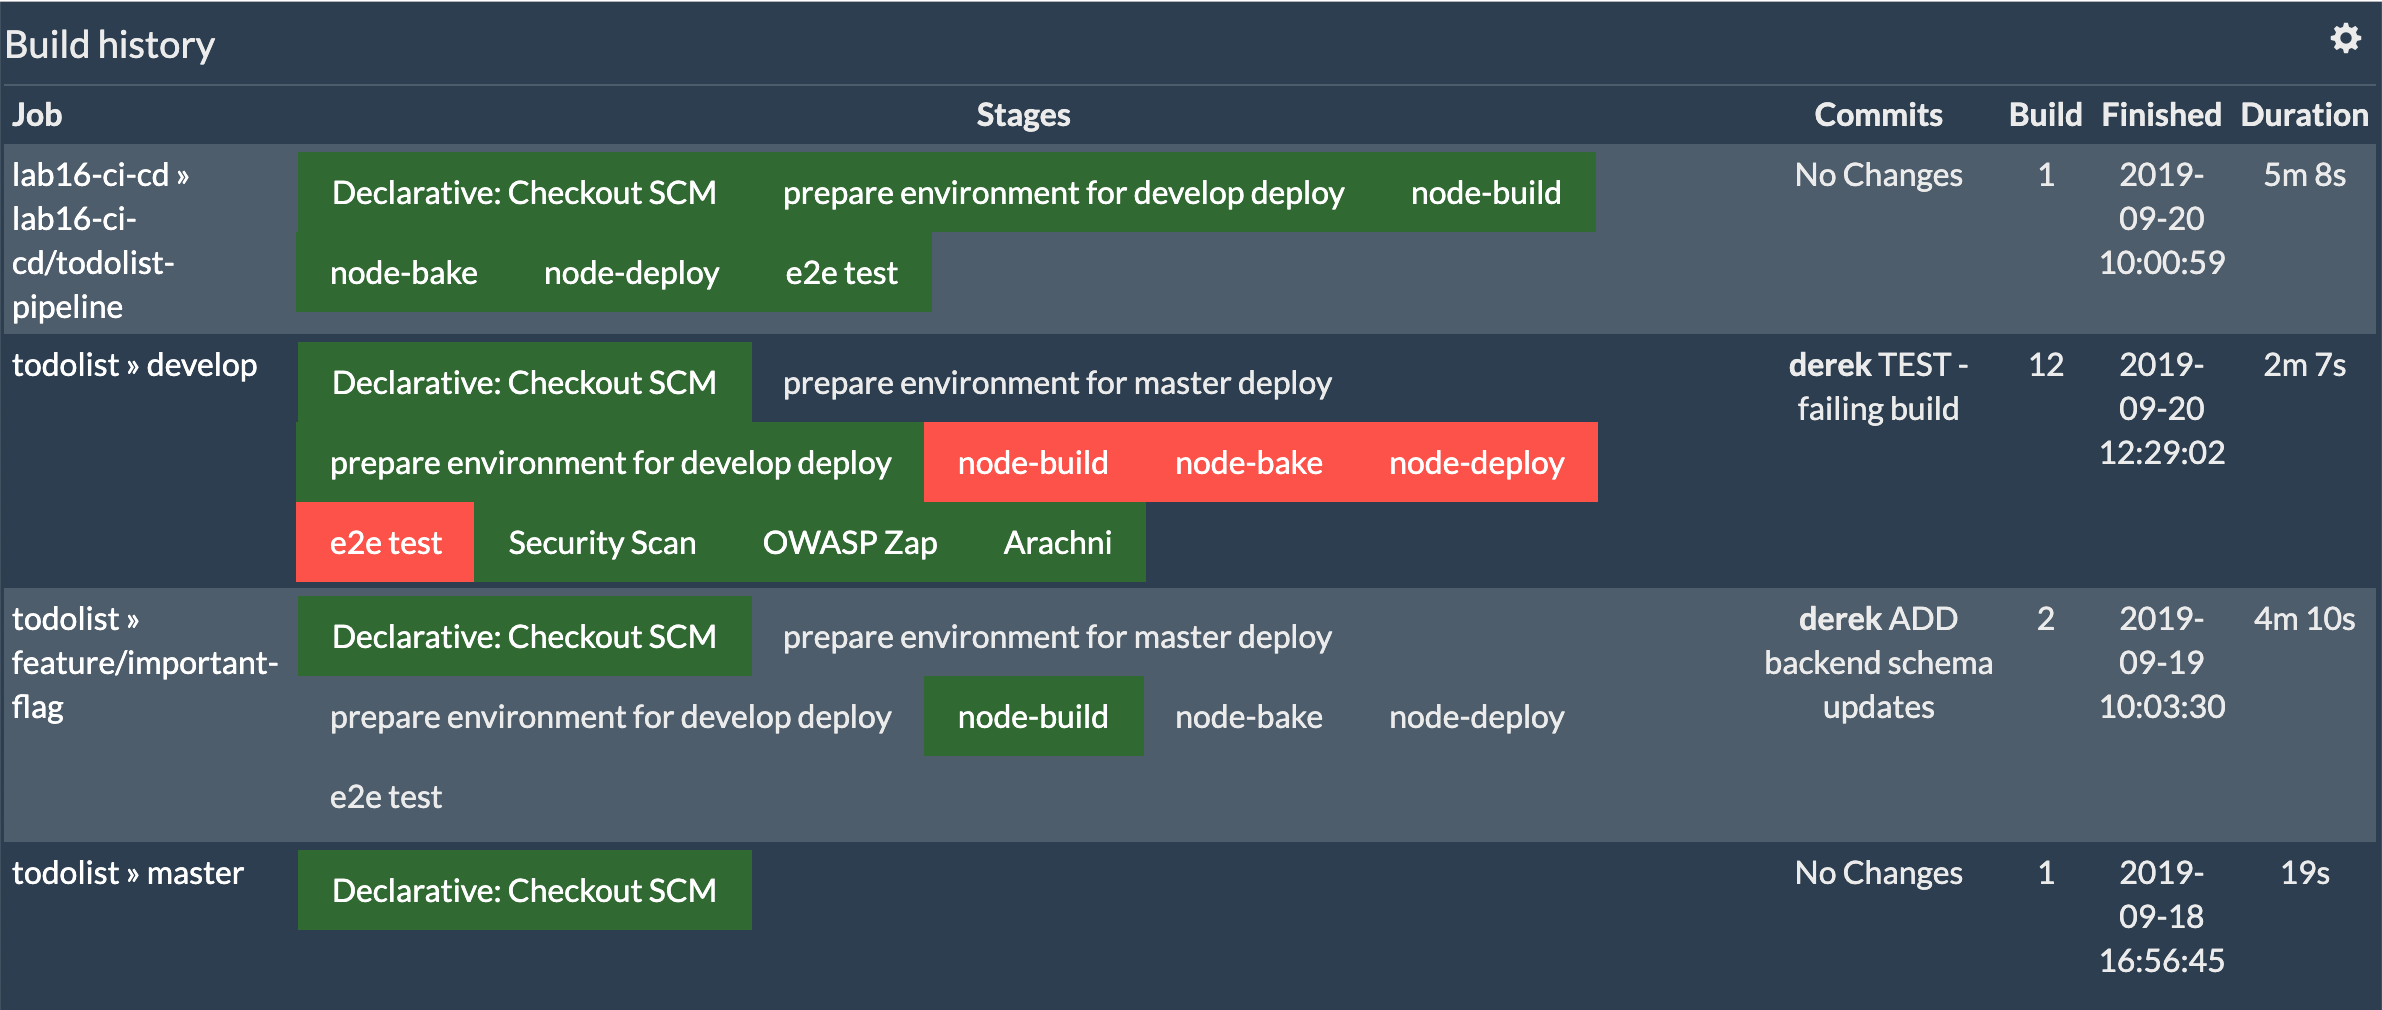 Build history
Job Stages Commits Build Finished Duration
lab16-ci-cd »
lab16-ci-
cd/todolist-
pipeline
Declarative: Checkout SCM prepare environment for develop deploy node-build
node-bake node-deploy e2e test
No Changes
1
2019-
09-20
10:00:59
5m 8s
todolist » develop
Declarative: Checkout SCM prepare environment for master deploy
prepare environment for develop deploy node-build node-bake node-deploy
e2e test Security Scan OWASP Zap Arachni
derek TEST -
failing build
12
2019-
09-20
12:29:02
2m 7s
todolist »
feature/important-
flag
Declarative: Checkout SCM prepare environment for master deploy
prepare environment for develop deploy node-build node-bake node-deploy
e2e test
derek ADD
backend schema
updates
2
2019-
09-19
10:03:30
4m 10s
todolist » master
Declarative: Checkout SCM
No Changes
1
2019-
09-18
16:56:45
19s